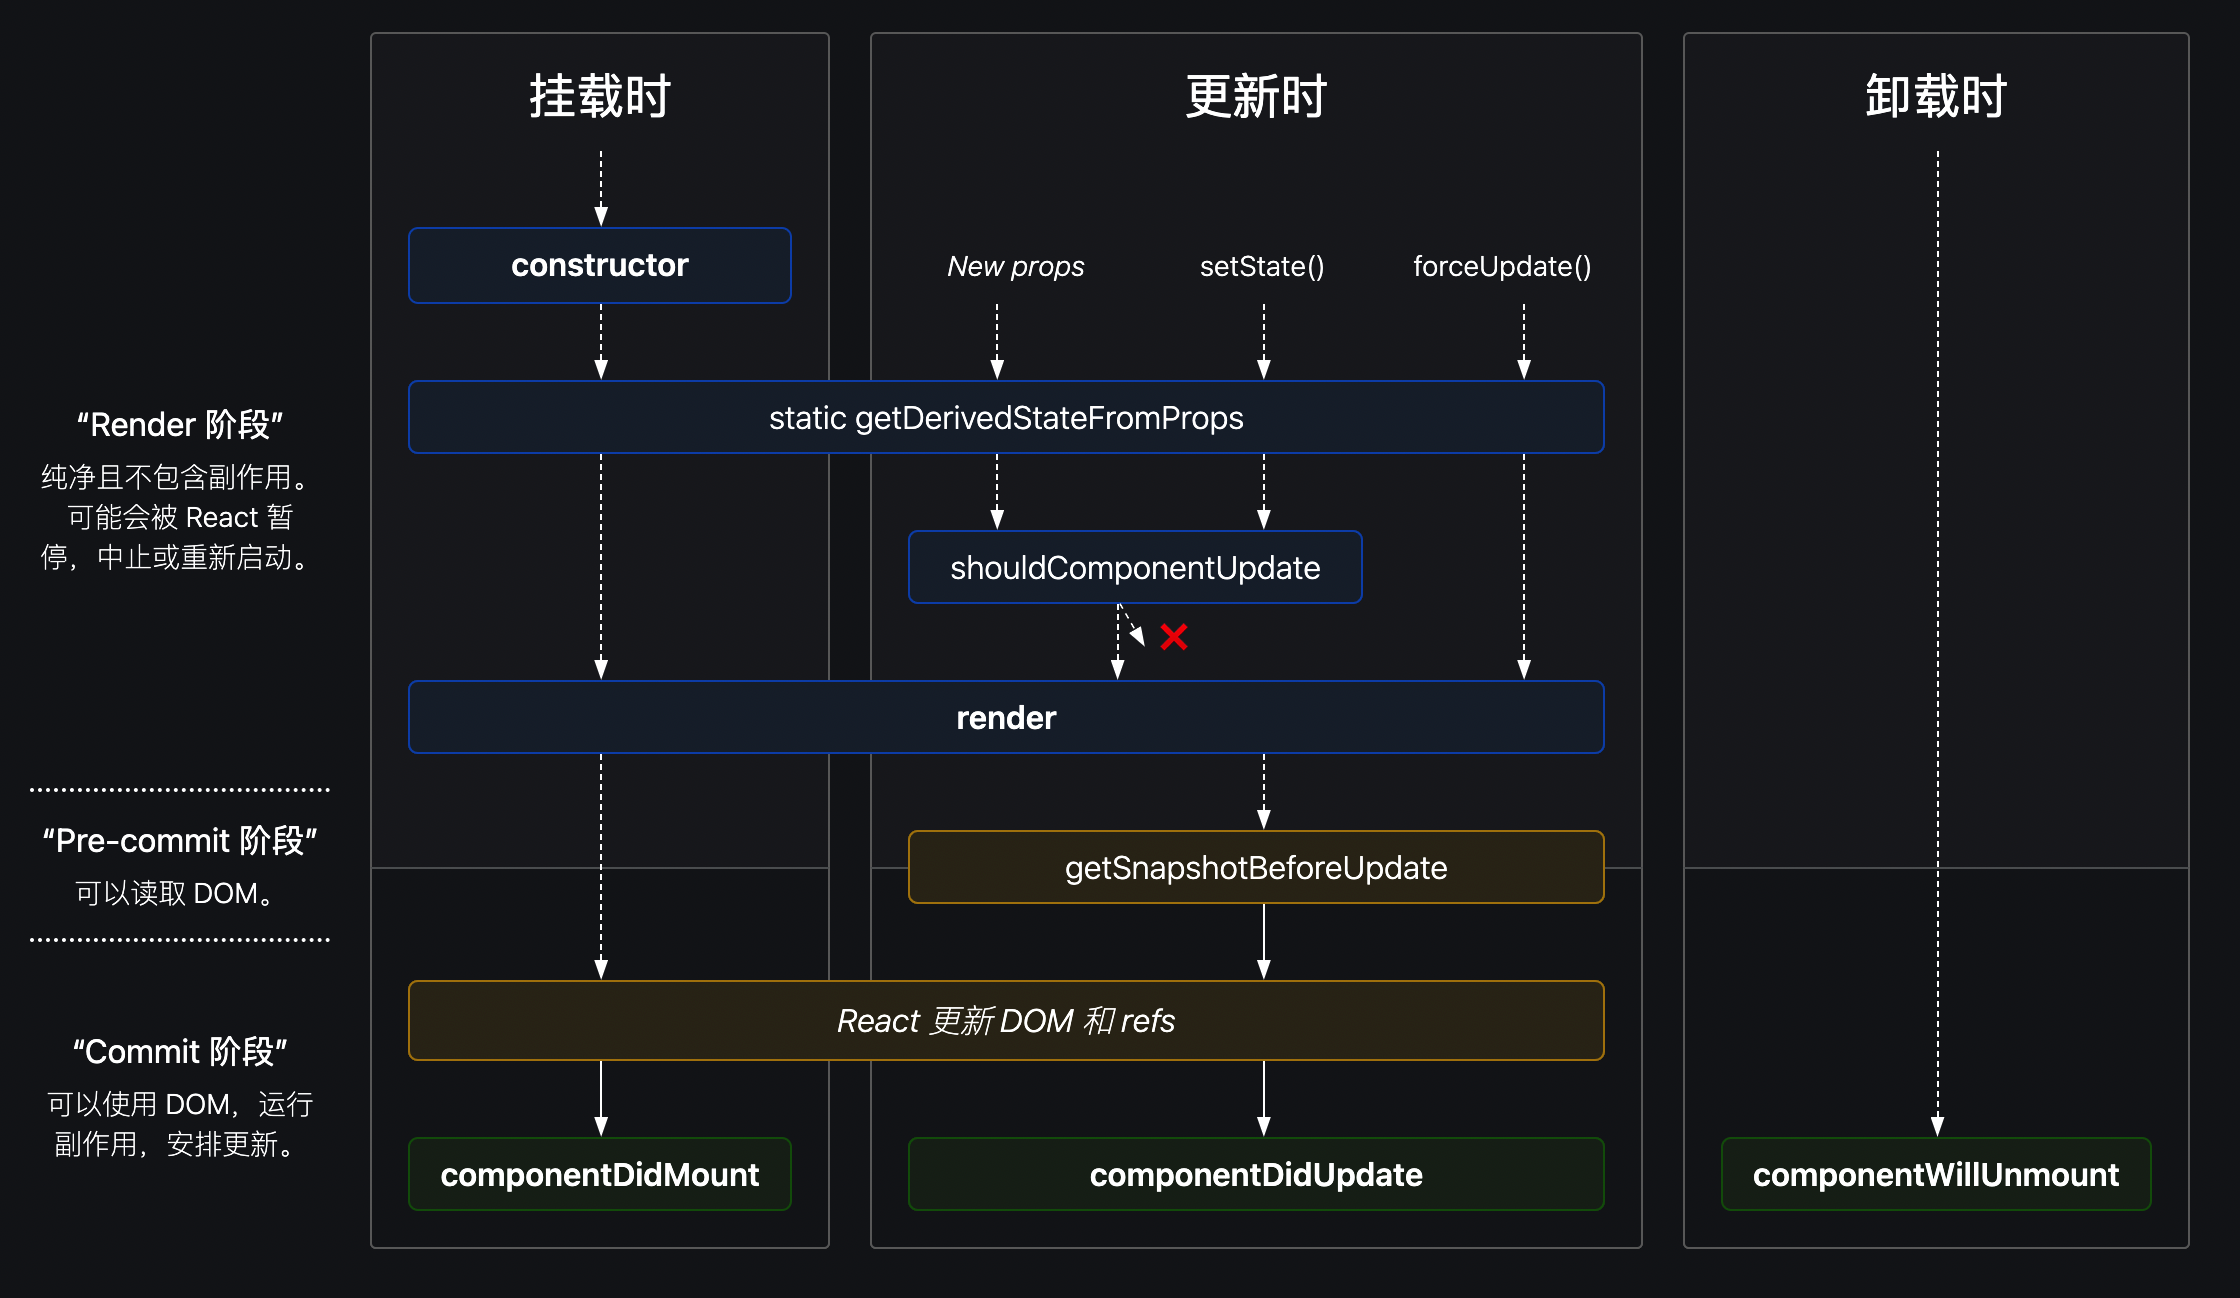 挂载时
更新时
卸载时
constructor
New props
setState()
forceUpdate()
static getDerivedStateFromProps
“Render 阶段”
纯净且不包含副作用。
可能会被 React 暂
停，中止或重新启动。
shouldComponentUpdate
render
“Pre-commit 阶段”
可以读取 DOM。
getSnapshotBeforeUpdate
React 更新 DOM 和 refs
“Commit 阶段”
可以使用 DOM，运行
副作用，安排更新。
componentDidMount
componentDidUpdate
componentWillUnmount